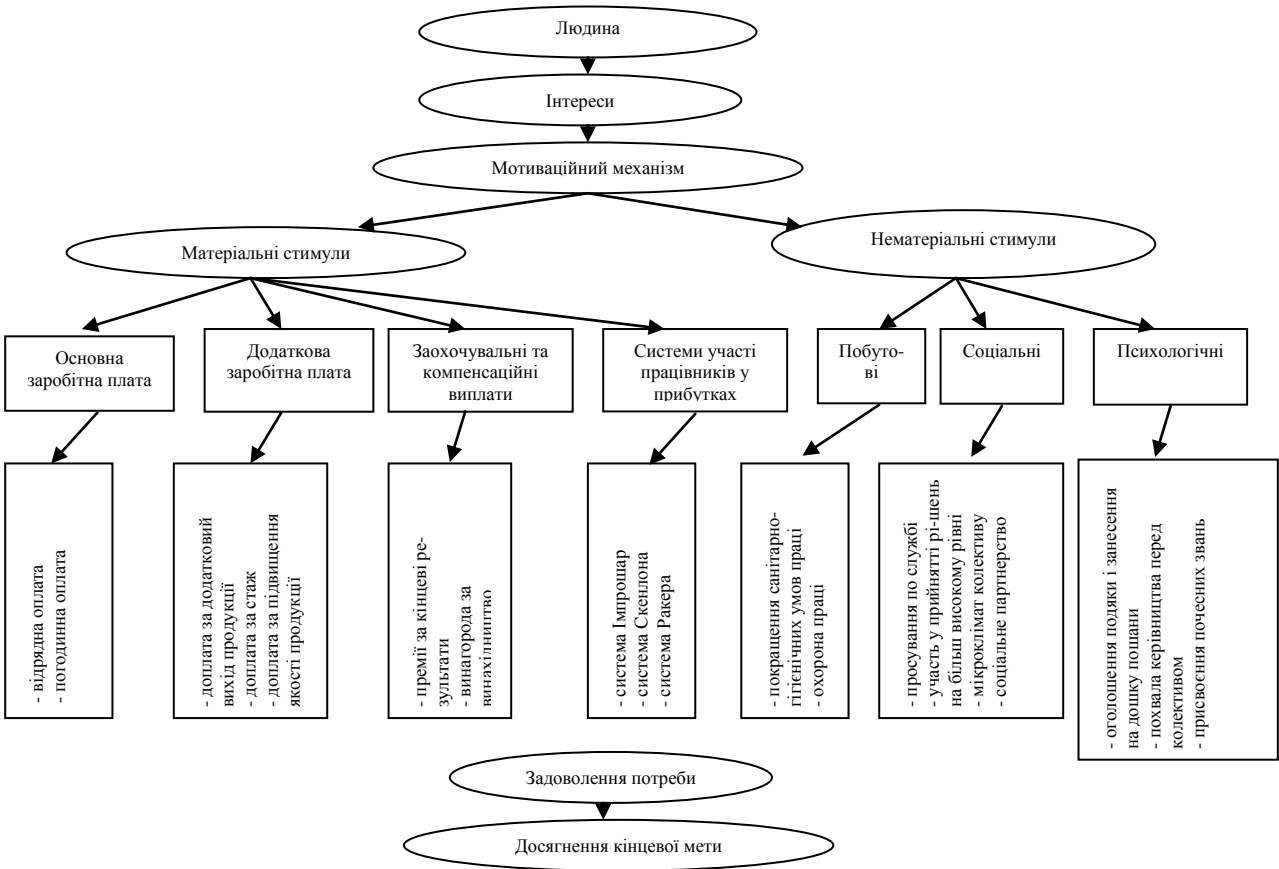 Людина
Інтереси
Мотиваційний механізм
Матеріальні стимули
Нематеріальні стимули
Основна
заробітна плата
Додаткова
заробітна плата
Заохочувальні та
компенсаційні
виплати
Системи участі
працівників у
прибутках
Побуто-
ві
Соціальні
Психологічні
- відрядна оплата
- погодинна оплата
- доплата за додатковий
вихід продукції
- доплата за стаж
- доплата за підвищення
якості продукції
- премії за кінцеві ре-
зультати
- винагорода за
винахілництво
- система Імпрошар
- система Скенлона
- система Ракера
- покращення санітарно-
гігієнічних умов праці
- охорона праці
- просування по службі
- участь у прийнятті рі-шень
на більш високому рівні
- мікроклімат колективу
- соціальне партнерство
- оголошення подяки і занесення
на дошку пошани
- похвала керівництва перед
колективом
- присвоєння почесних звань
Задоволення потреби
Досягнення кінцевої мети